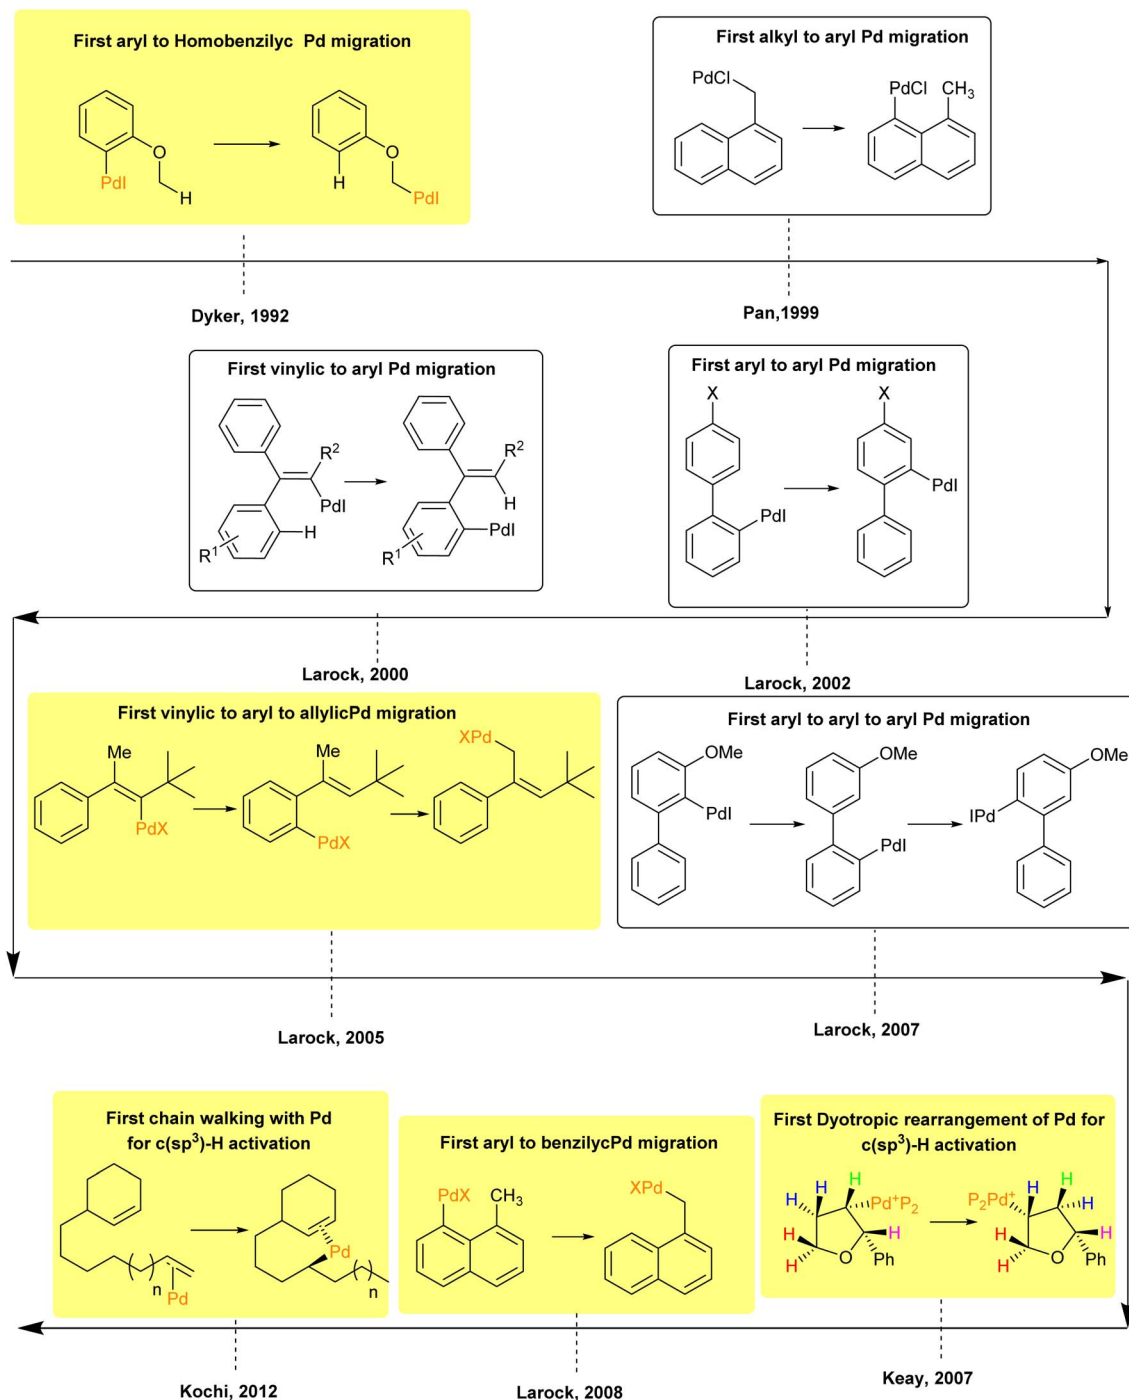 First aryl to Homobenzilyc Pd migration
O
PdI
H
H
O
PdI
Dyker, 1992
First alkyl to aryl Pd migration
PdCl
PdCl
CH3
Pan,1999
First vinylic to aryl Pd migration
R2
PdI
H
R1
R2
H
PdI
R1
Larock, 2000
First aryl to aryl Pd migration
X
PdI
X
PdI
Larock, 2002
First vinylic to aryl to allylicPd migration
Me
PdX
Me
PdX
XPd
Larock, 2005
First aryl to aryl to aryl Pd migration
OMe
PdI
OMe
PdI
OMe
IPd
Larock, 2007
First chain walking with Pd
for c(sp3)-H activation
n
Pd
Pd
n
Kochi, 2012
First aryl to benzilycPd migration
PdX
CH3
XPd
Larock, 2008
First Dyotropic rearrangement of Pd for
c(sp3)-H activation
H
H
H
Pd+P2
H
H
H
O
Ph
P2Pd+
H
H
H
H
H
H
O
Ph
Keay, 2007